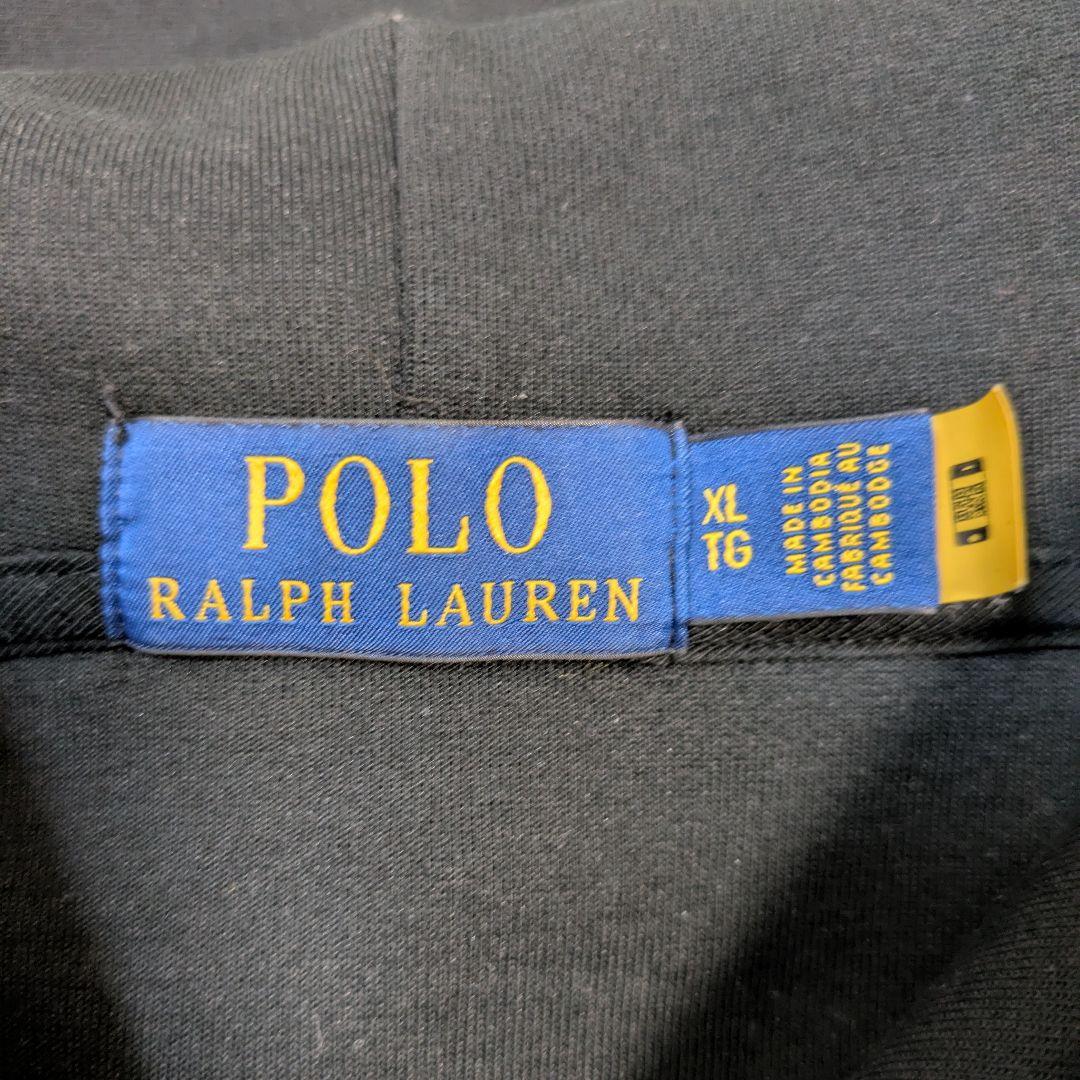 POLO
RALPH LAUREN
XL
TG
MADE IN
CAMBODIA
FABRIQUÉ AU
CAMBODGE